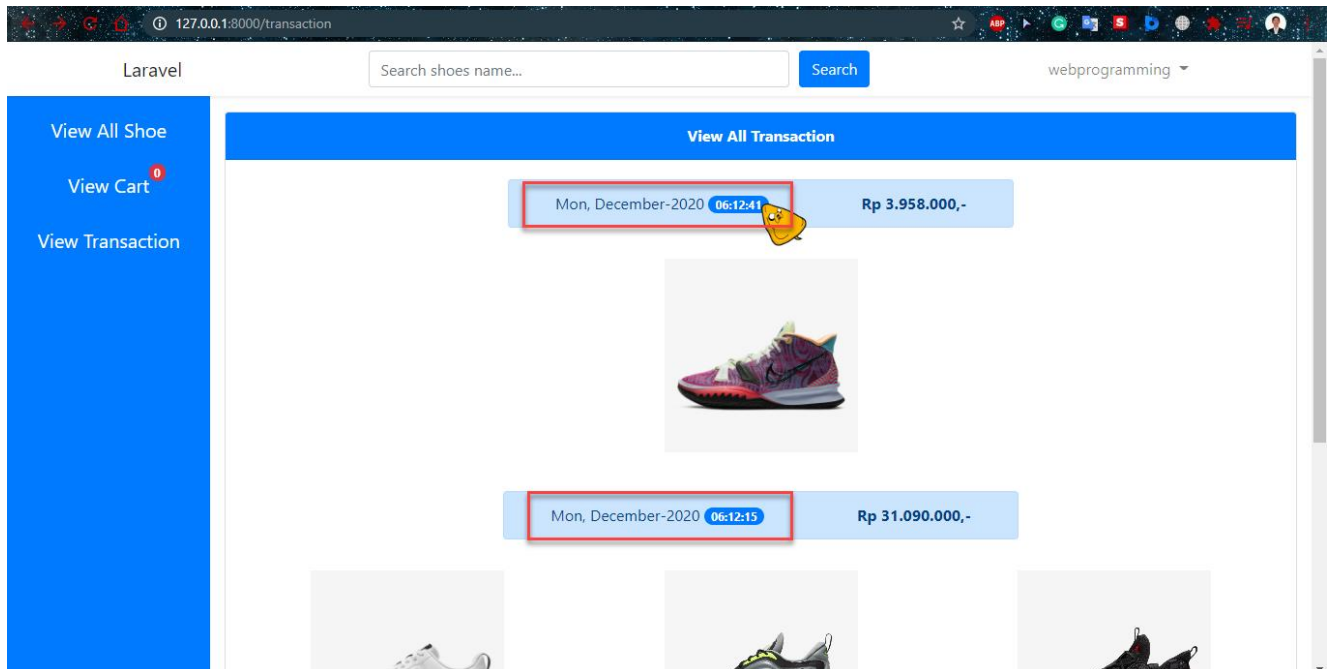 127.0.0.1:8000/transaction
ABP
Laravel
Search shoes name...
Search
webprogramming
View All Shoe
View Cart 0
View Transaction
View All Transaction
Mon, December-2020 06:12:41 Rp 3.958.000,-
Mon, December-2020 06:12:15 Rp 31.090.000,-